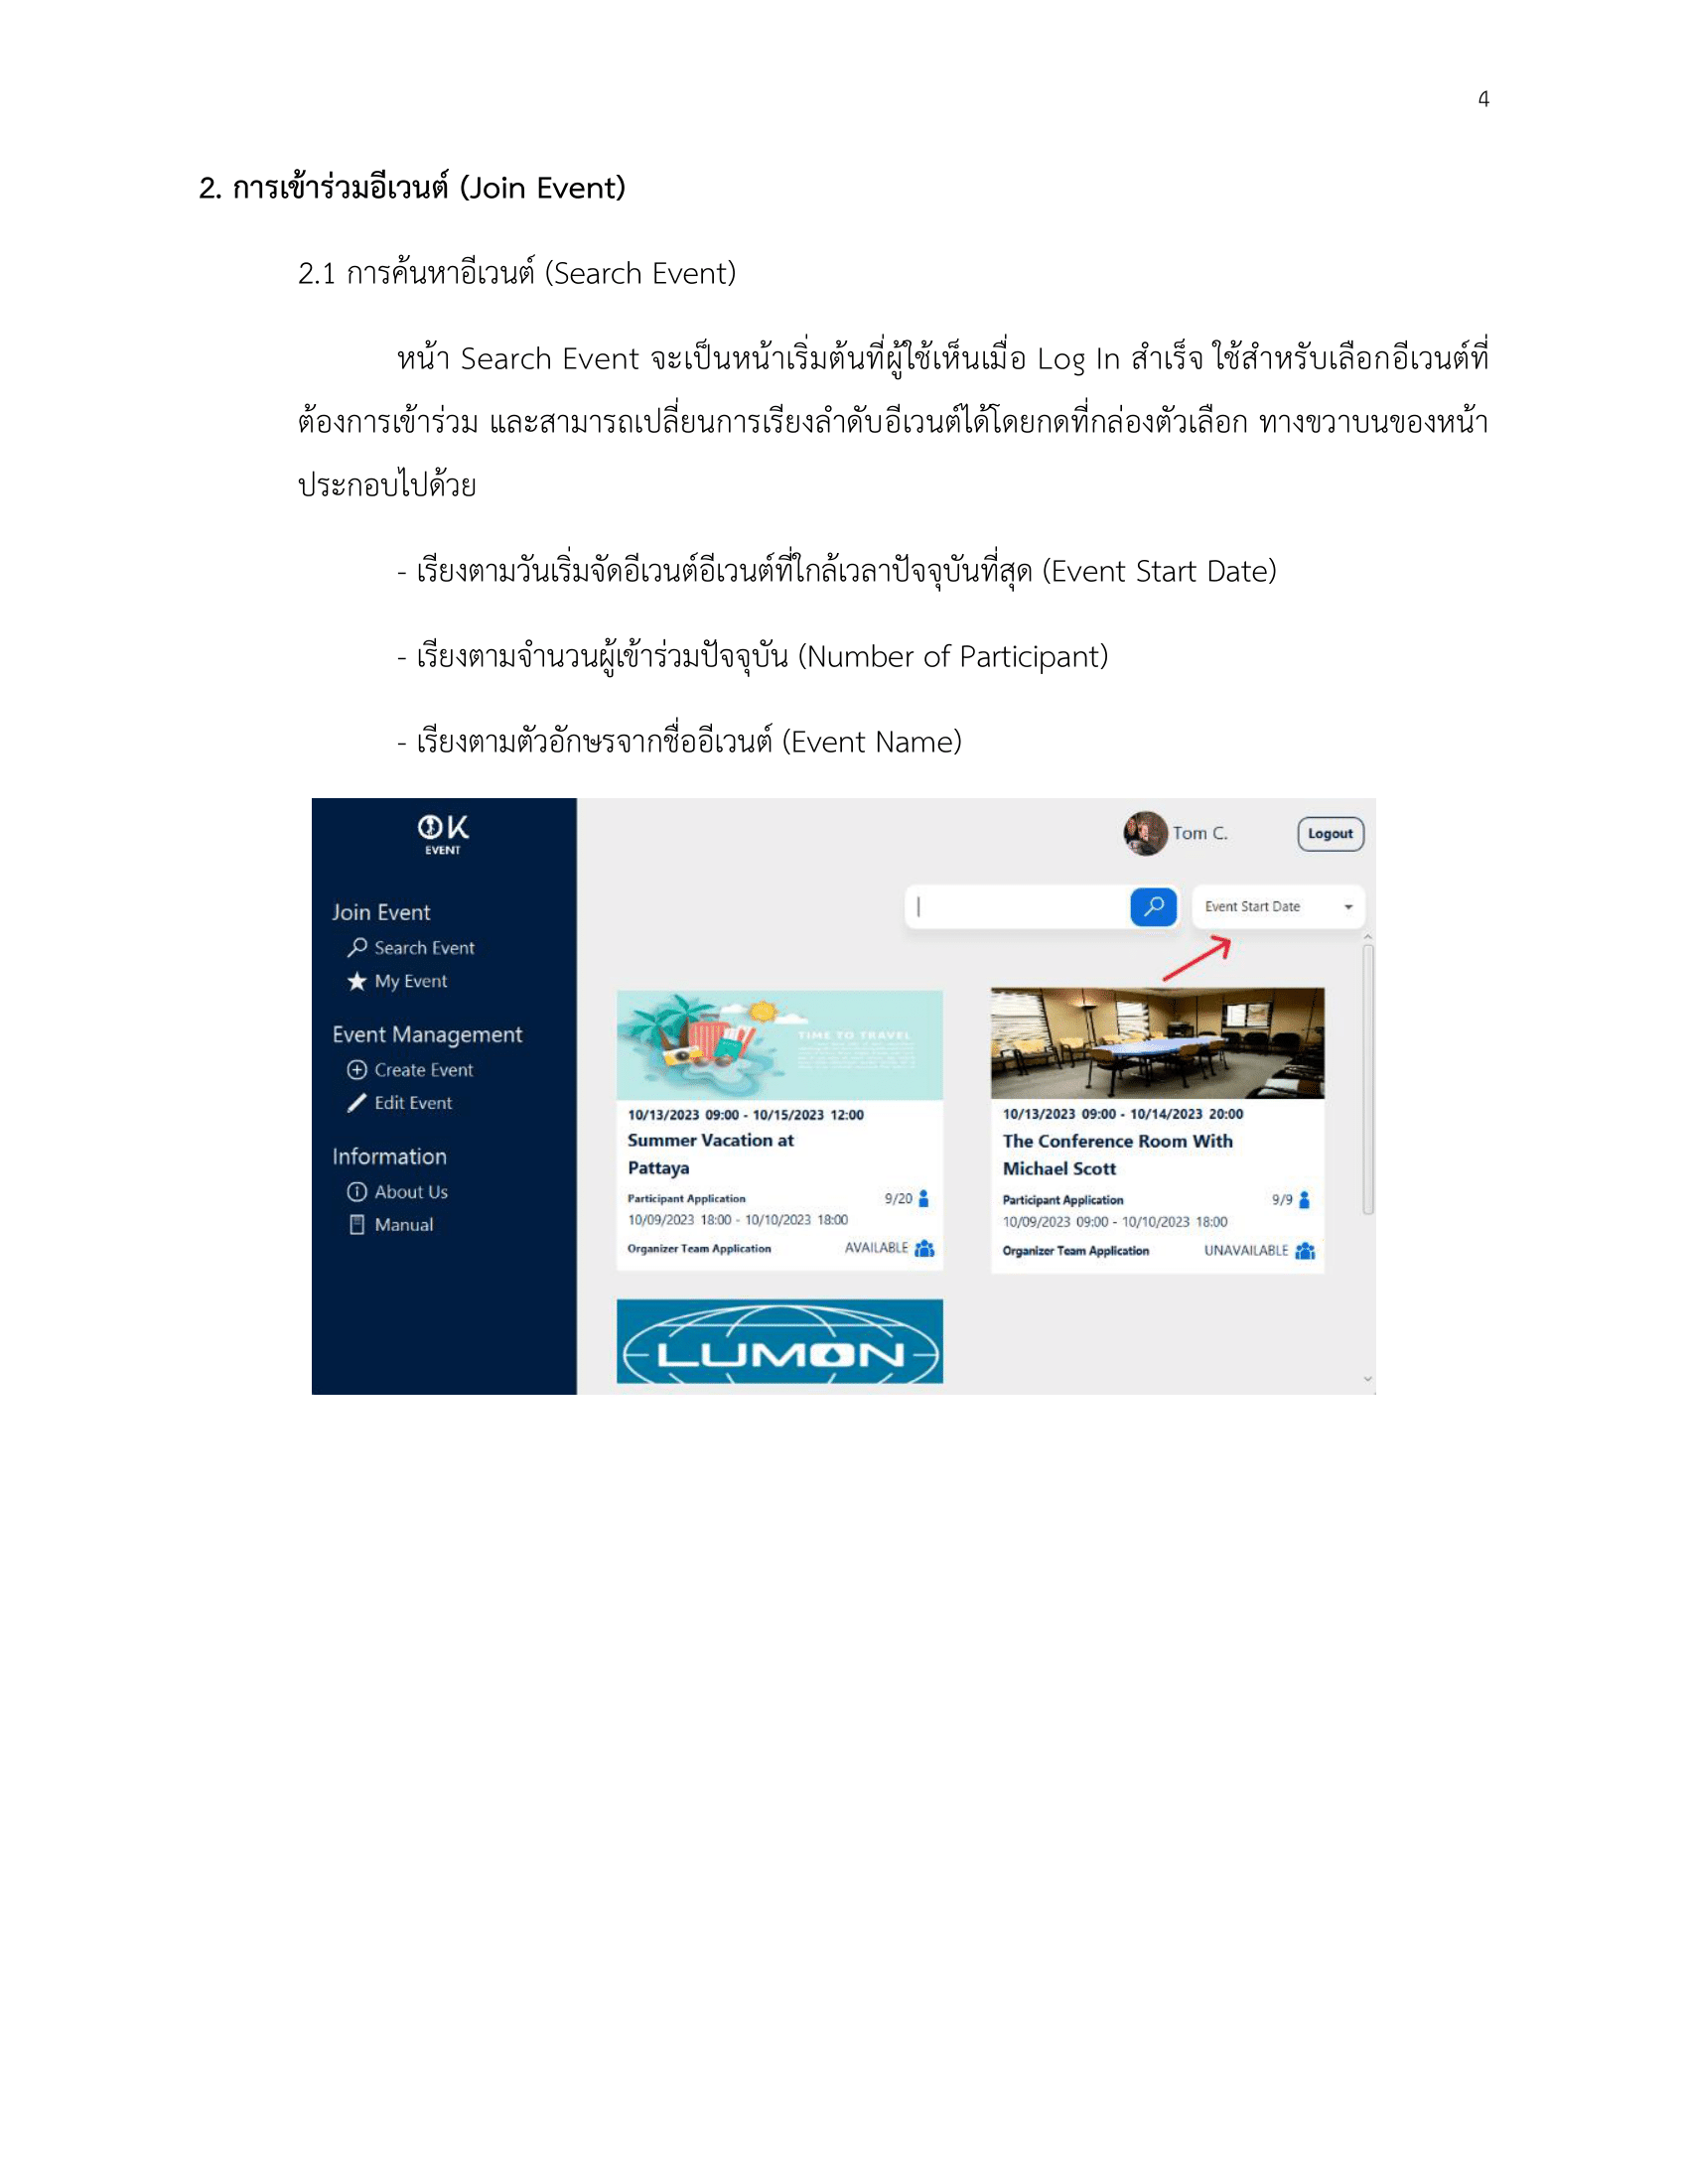 4
2. การเข้าร่วมอีเวนต์ (Join Event)
2.1 การค้นหาอีเวนต์ (Search Event)
หน้า Search Event จะเป็นหน้าเริ่มต้นที่ผู้ใช้เห็นเมื่อ Log In สำเร็จ ใช้สำหรับเลือกอีเวนต์ที่
ต้องการเข้าร่วม และสามารถเปลี่ยนการเรียงลำดับอีเวนต์ได้โดยกดที่กล่องตัวเลือก ทางขวาบนของหน้า
ประกอบไปด้วย
- เรียงตามวันเริ่มจัดอีเวนต์อีเวนต์ที่ใกล้เวลาปัจจุบันที่สุด (Event Start Date)
- เรียงตามจำนวนผู้เข้าร่วมปัจจุบัน (Number of Participant)
- เรียงตามตัวอักษรจากชื่ออีเวนต์ (Event Name)
OK
EVENT
Tom C.
Logout
Event Start Date
Join Event
Search Event
My Event
Event Management
Create Event
Edit Event
Information
About Us
Manual
TIME TO TRAVEL
10/13/2023 09:00 - 10/15/2023 12:00
Summer Vacation at
Pattaya
Participant Application 9/20
10/09/2023 18:00 - 10/10/2023 18:00
Organizer Team Application AVAILABLE
10/13/2023 09:00 - 10/14/2023 20:00
The Conference Room With
Michael Scott
Participant Application 9/9
10/09/2023 09:00 - 10/10/2023 18:00
Organizer Team Application UNAVAILABLE
LUMON